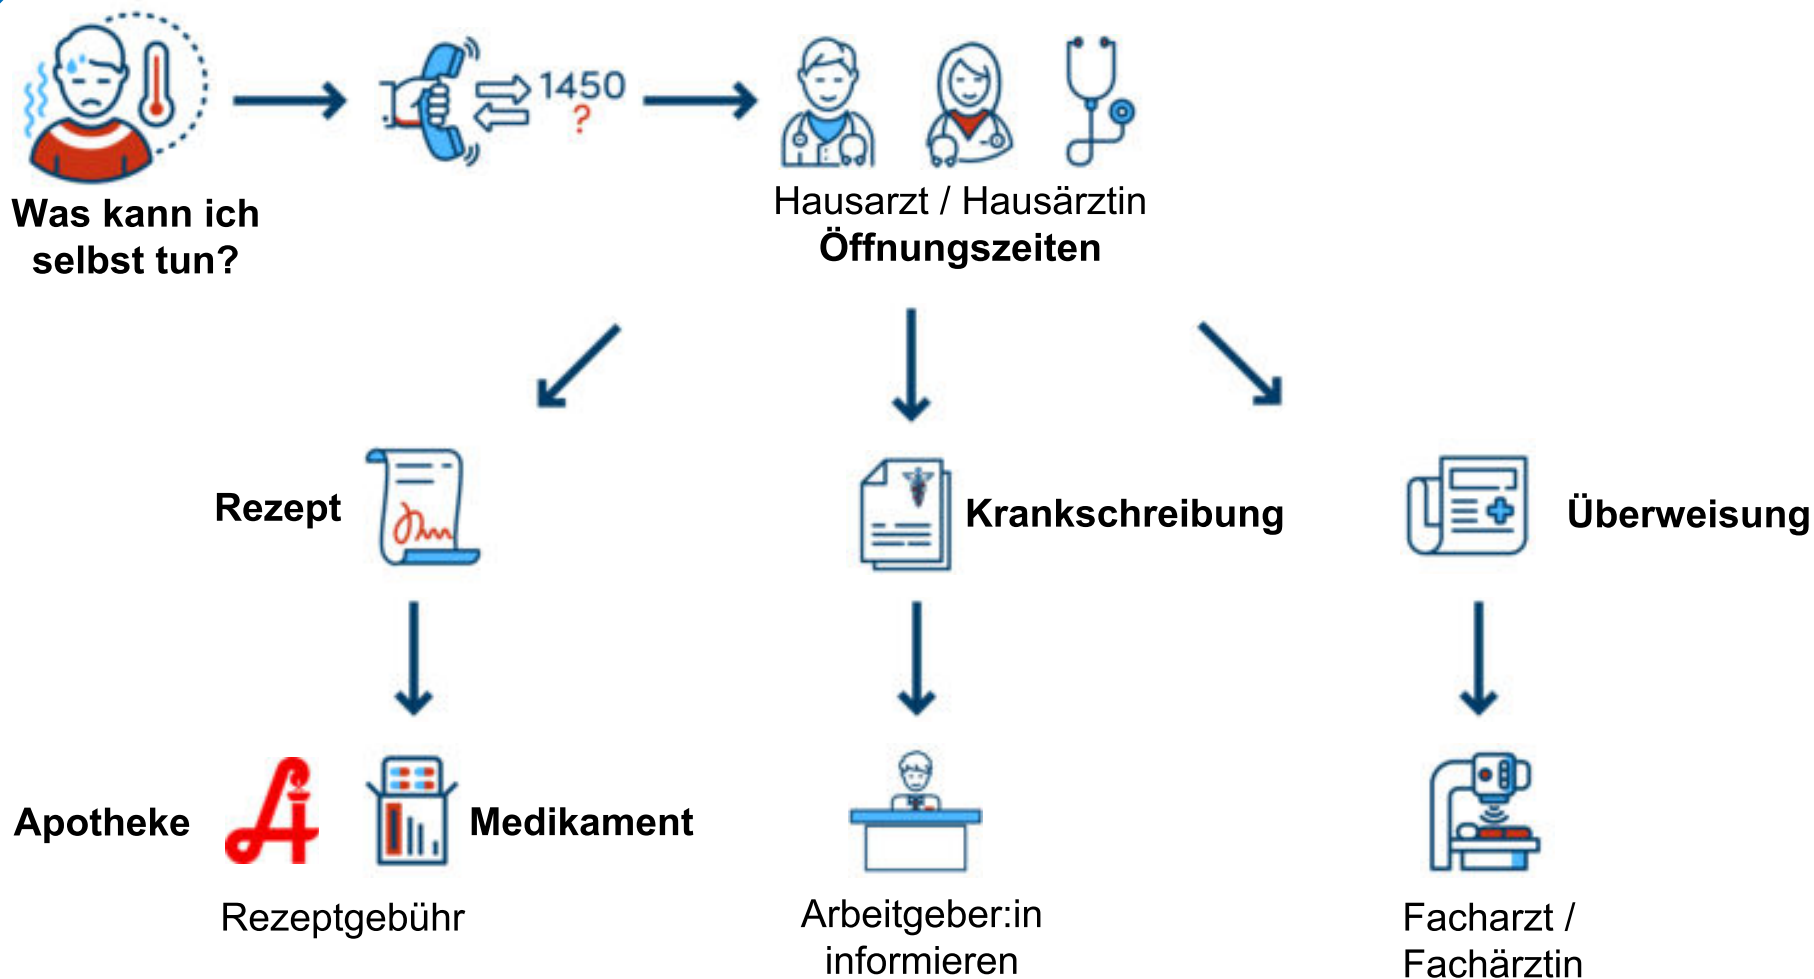 1450
?
Was kann ich
selbst tun?
Hausarzt / Hausärztin
Öffnungszeiten
Rezept
Krankschreibung
Überweisung
Apotheke
Medikament
Rezeptgebühr
Arbeitgeber:in
informieren
Facharzt /
Fachärztin